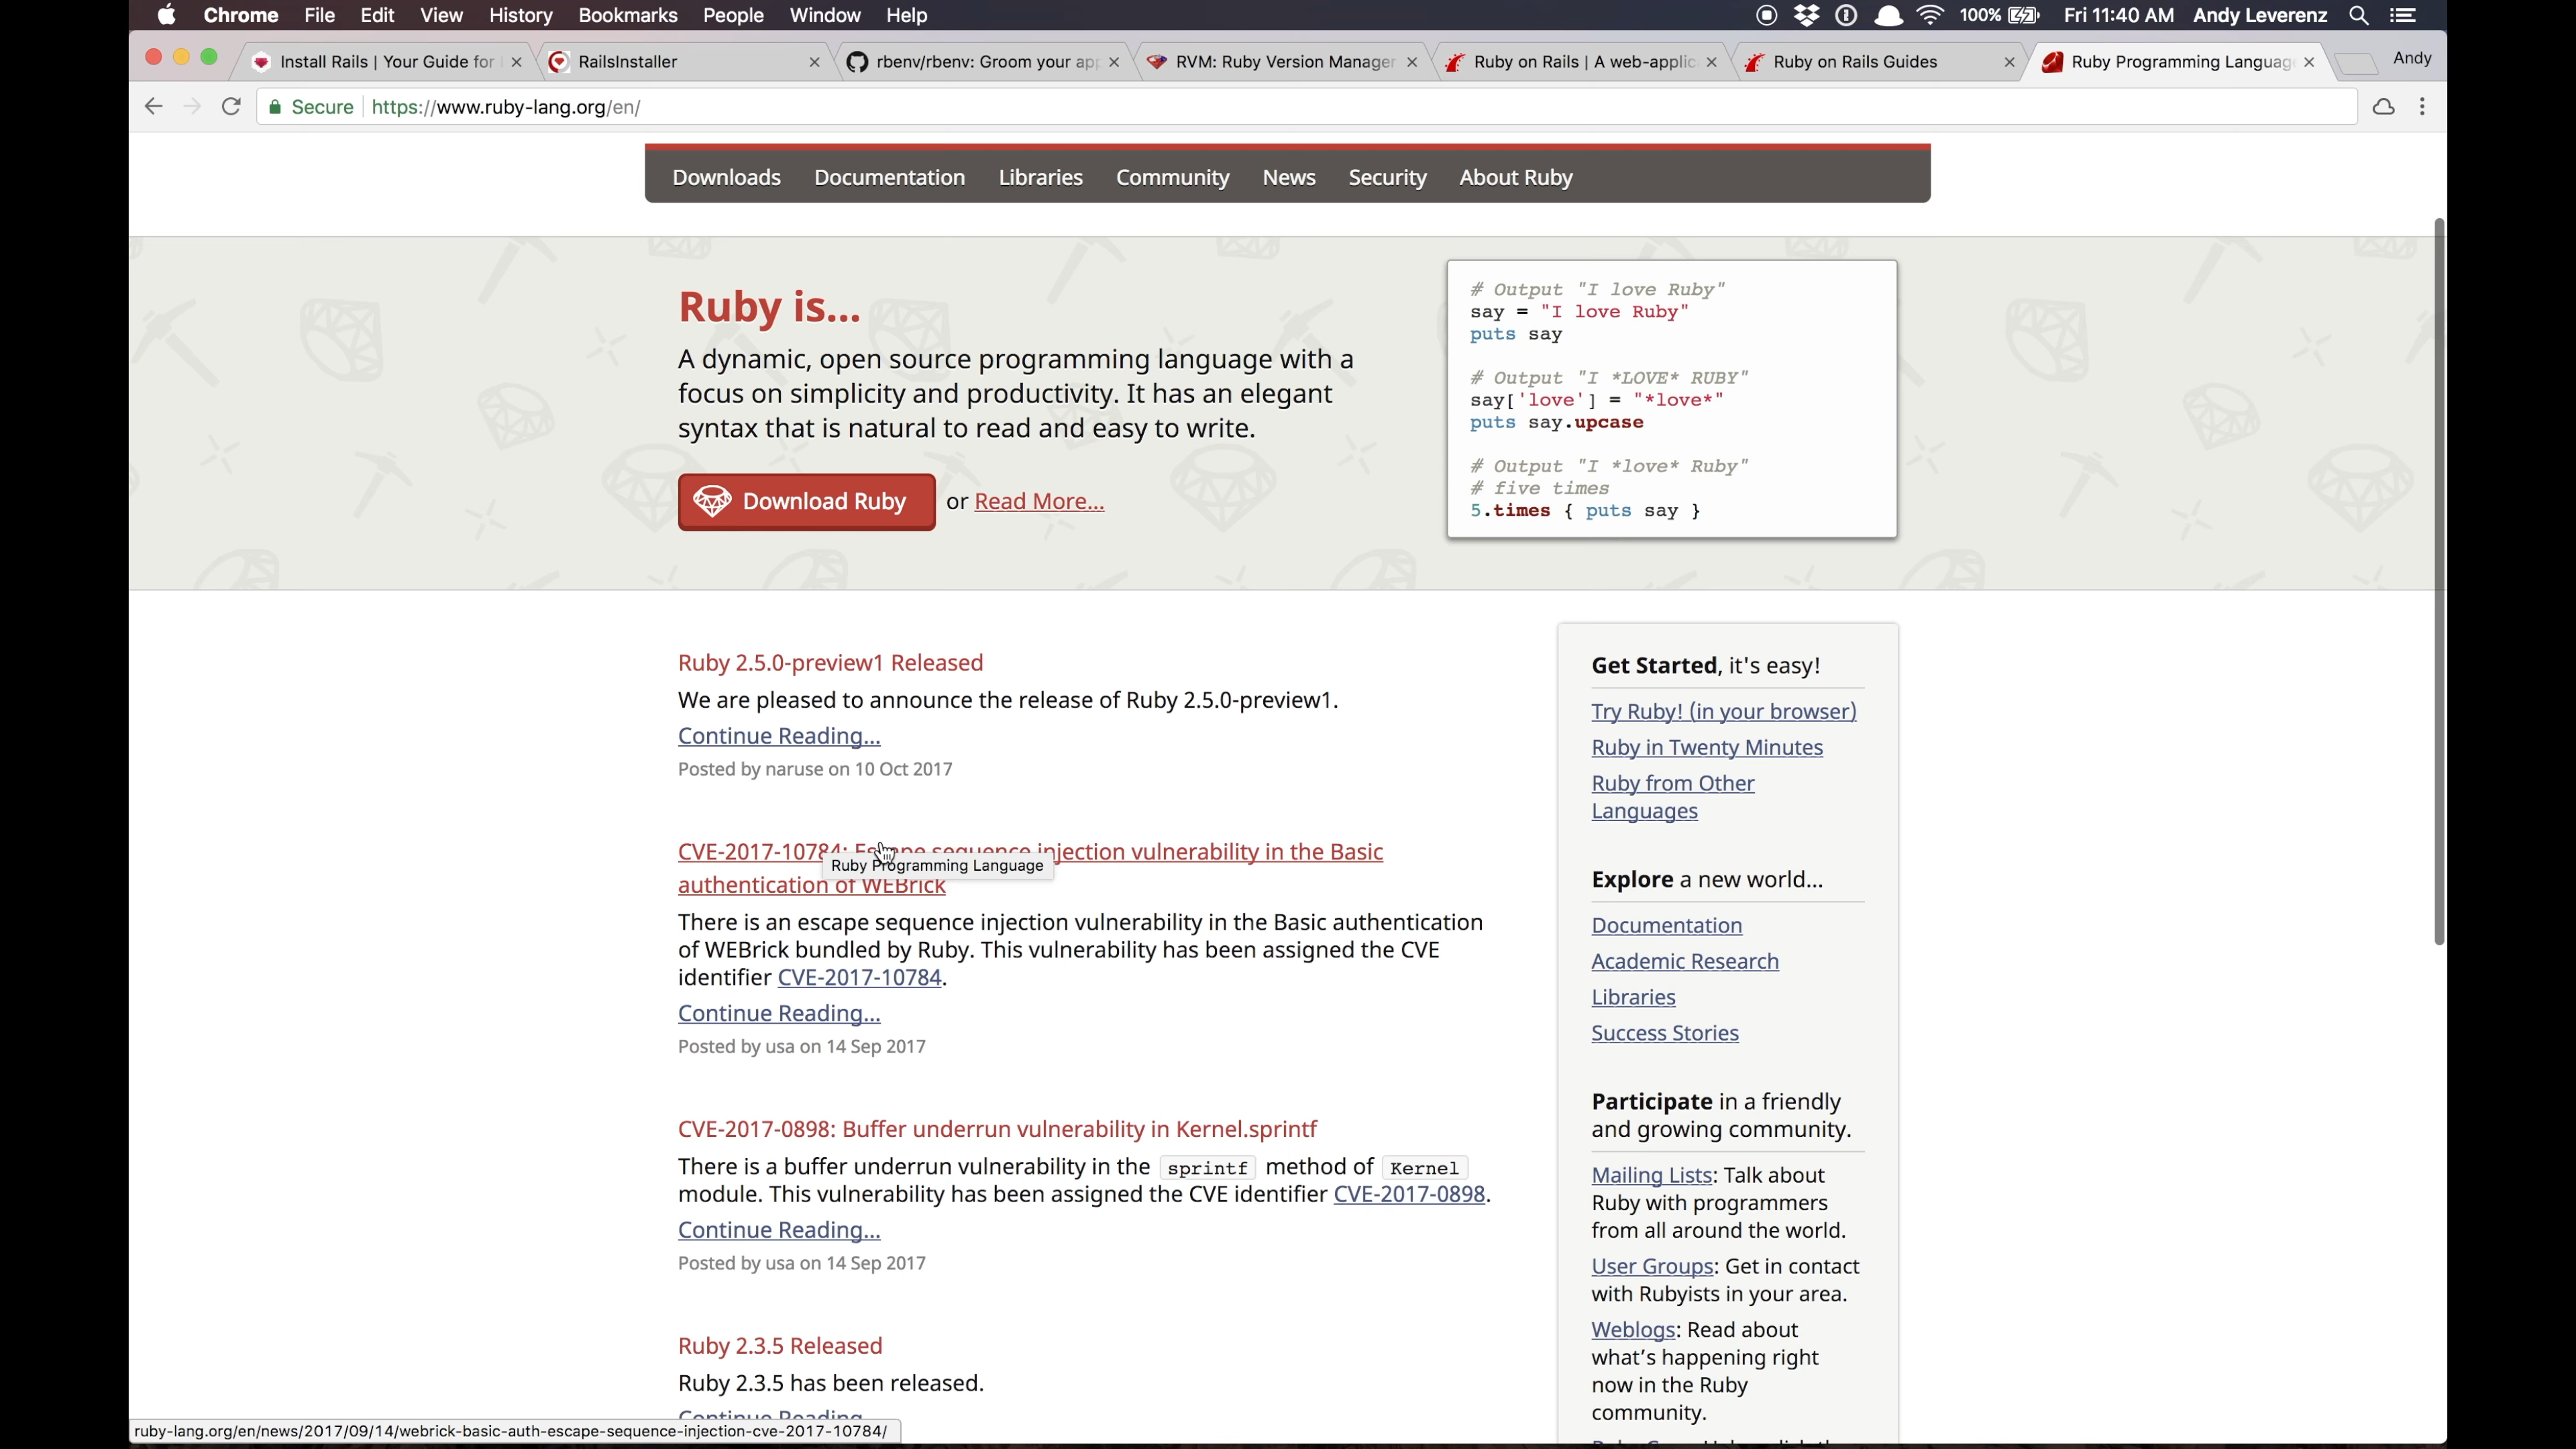 Chrome File Edit View History Bookmarks People Window Help 100% Fri 11:40 AM Andy Leverenz
Install Rails | Your Guide for RailsInstaller rbenv/rbenv: Groom your app RVM: Ruby Version Manager Ruby on Rails | A web-applic Ruby on Rails Guides Ruby Programming Language Andy
Secure https://www.ruby-lang.org/en/
Downloads Documentation Libraries Community News Security About Ruby
Ruby is...
A dynamic, open source programming language with a
focus on simplicity and productivity. It has an elegant
syntax that is natural to read and easy to write.
Download Ruby or Read More...
# Output "I love Ruby"
say = "I love Ruby"
puts say
# Output "I *LOVE* RUBY"
say['love'] = "*love*"
puts say.upcase
# Output "I *love* Ruby"
# five times
5.times { puts say }
Ruby 2.5.0-preview1 Released
We are pleased to announce the release of Ruby 2.5.0-preview1.
Continue Reading...
Posted by naruse on 10 Oct 2017
CVE-2017-10784: Escape sequence injection vulnerability in the Basic
Ruby Programming Language
authentication of WEBrick
There is an escape sequence injection vulnerability in the Basic authentication
of WEBrick bundled by Ruby. This vulnerability has been assigned the CVE
identifier CVE-2017-10784.
Continue Reading...
Posted by usa on 14 Sep 2017
CVE-2017-0898: Buffer underrun vulnerability in Kernel.sprintf
There is a buffer underrun vulnerability in the sprintf method of Kernel
module. This vulnerability has been assigned the CVE identifier CVE-2017-0898.
Continue Reading...
Posted by usa on 14 Sep 2017
Ruby 2.3.5 Released
Ruby 2.3.5 has been released.
Continue Reading
Get Started, it's easy!
Try Ruby! (in your browser)
Ruby in Twenty Minutes
Ruby from Other
Languages
Explore a new world...
Documentation
Academic Research
Libraries
Success Stories
Participate in a friendly
and growing community.
Mailing Lists: Talk about
Ruby with programmers
from all around the world.
User Groups: Get in contact
with Rubyists in your area.
Weblogs: Read about
what's happening right
now in the Ruby
community.
ruby-lang.org/en/news/2017/09/14/webrick-basic-auth-escape-sequence-injection-cve-2017-10784/